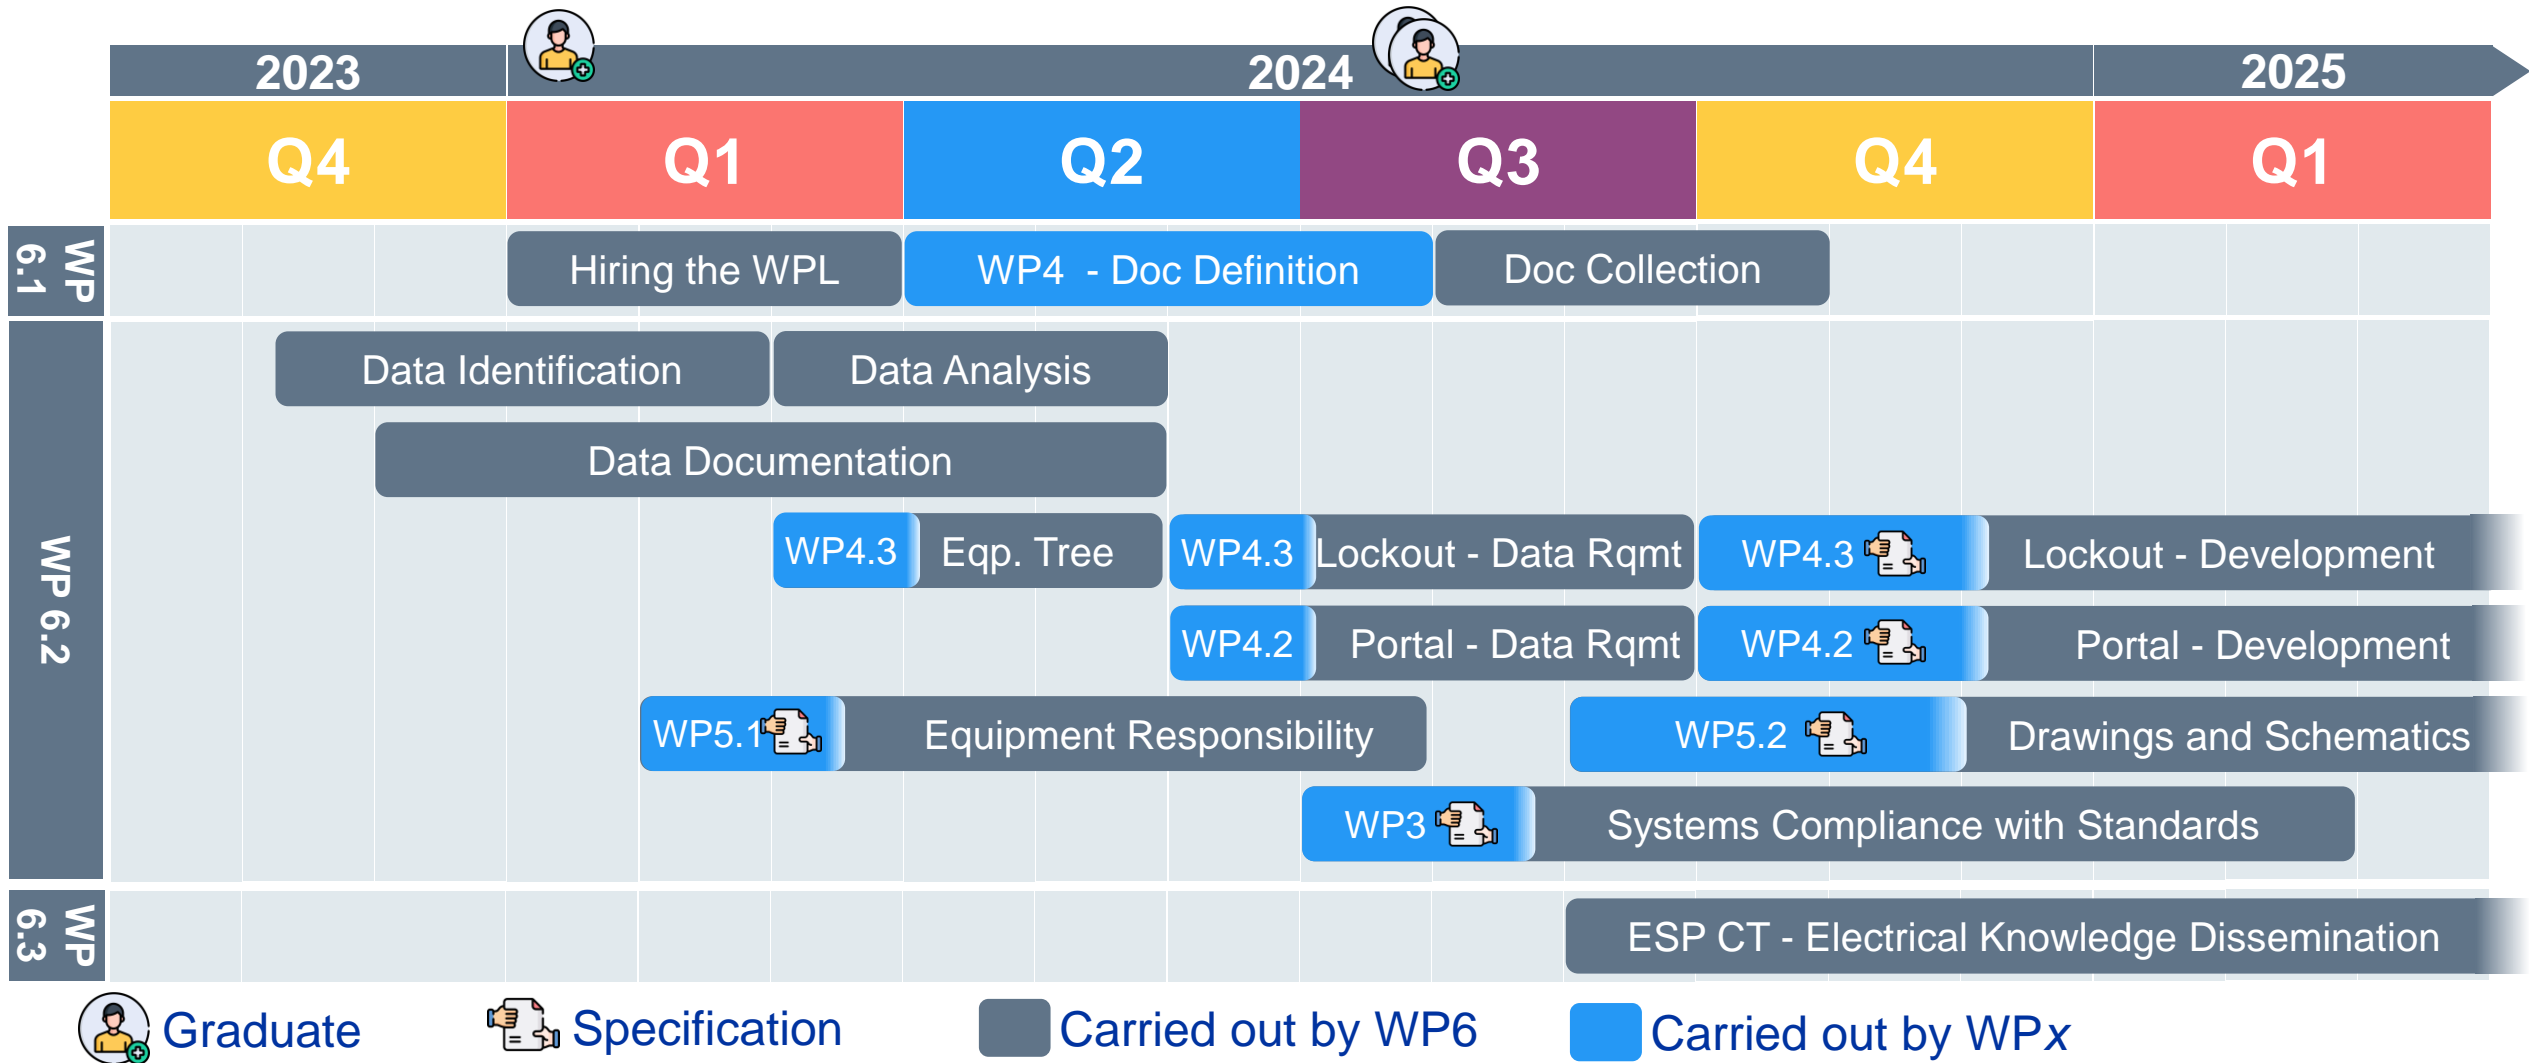 2023
2024
2025
Q4
Q1
Q2
Q3
Q4
Q1
WP
6.1
Hiring the WPL
WP4 - Doc Definition
Doc Collection
WP 6.2
Data Identification
Data Analysis
Data Documentation
WP4.3
Eqp. Tree
WP4.3
Lockout - Data Rqmt
WP4.3
Lockout - Development
WP4.2
Portal - Data Rqmt
WP4.2
Portal - Development
WP5.1
Equipment Responsibility
WP5.2
Drawings and Schematics
WP3
Systems Compliance with Standards
WP
6.3
ESP CT - Electrical Knowledge Dissemination
Graduate
Specification
Carried out by WP6
Carried out by WPx